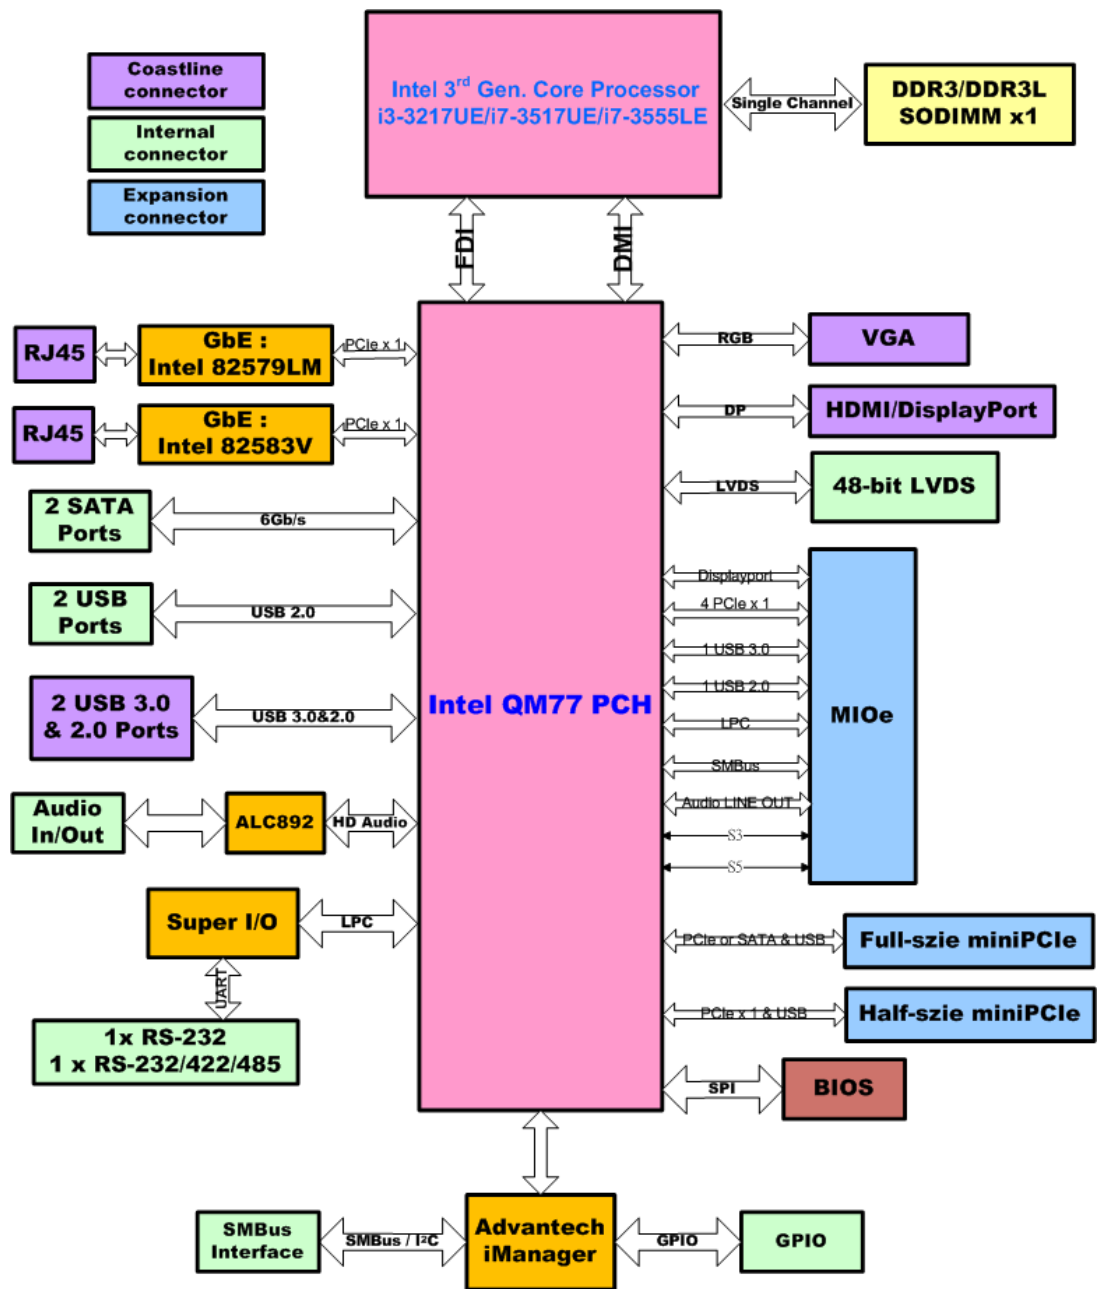 Coastline
connector
Internal
connector
Expansion
connector
Intel 3rd Gen. Core Processor
i3-3217UE/i7-3517UE/i7-3555LE
Single Channel
DDR3/DDR3L
SODIMM x1
FDI
DMI
RJ45
GbE :
Intel 82579LM
PCIe x 1
RJ45
GbE :
Intel 82583V
PCIe x 1
2 SATA
Ports
6Gb/s
2 USB
Ports
USB 2.0
2 USB 3.0
& 2.0 Ports
USB 3.0&2.0
Audio
In/Out
ALC892
HD Audio
Super I/O
LPC
UART
1x RS-232
1 x RS-232/422/485
Intel QM77 PCH
RGB
VGA
DP
HDMI/DisplayPort
LVDS
48-bit LVDS
Displayport
4 PCIe x 1
1 USB 3.0
1 USB 2.0
LPC
SMBus
Audio LINE OUT
S3
S5
MIOe
PCIe or SATA & USB
Full-szie miniPCIe
PCIe x 1 & USB
Half-szie miniPCIe
SPI
BIOS
SMBus
Interface
SMBus / I²C
Advantech
iManager
GPIO
GPIO